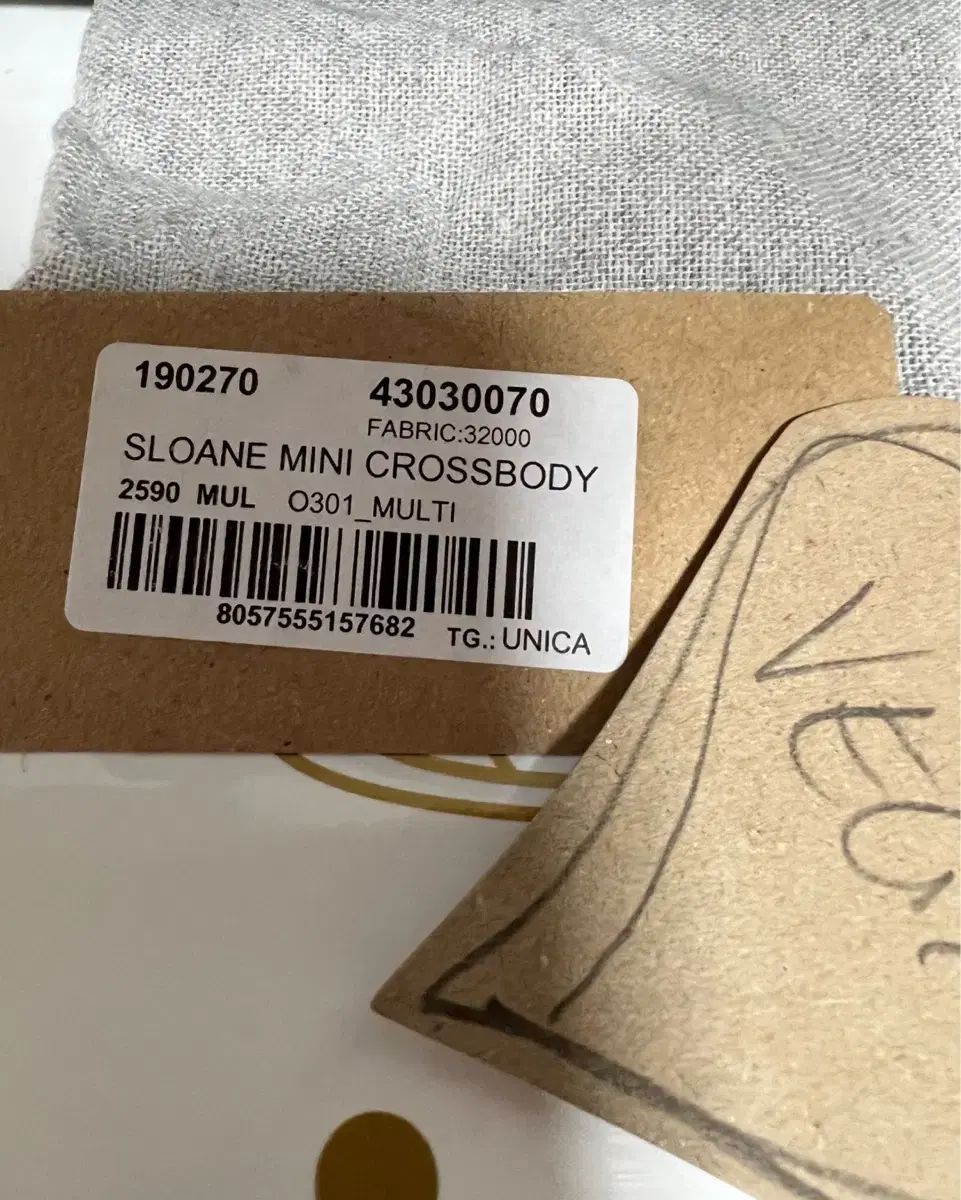 190270 43030070
FABRIC:32000
SLOANE MINI CROSSBODY
2590 MUL O301_MULTI
8057555157682 TG.: UNICA